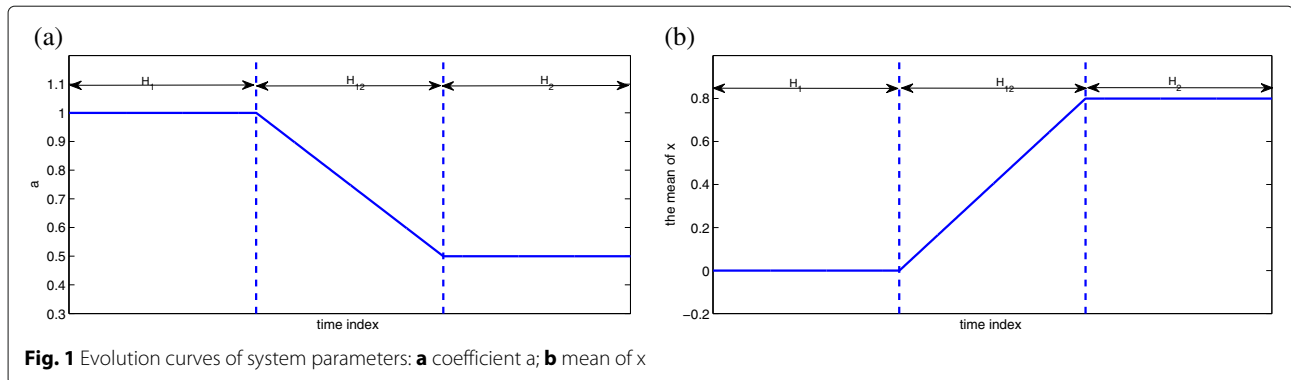 (a)
H1
H12
H2
1.1
1
0.9
0.8
0.7
0.6
0.5
0.4
0.3
a
time index
(b)
H1
H12
H2
0.8
0.6
0.4
0.2
0
−0.2
the mean of x
time index
Fig. 1 Evolution curves of system parameters: a coefficient a; b mean of x